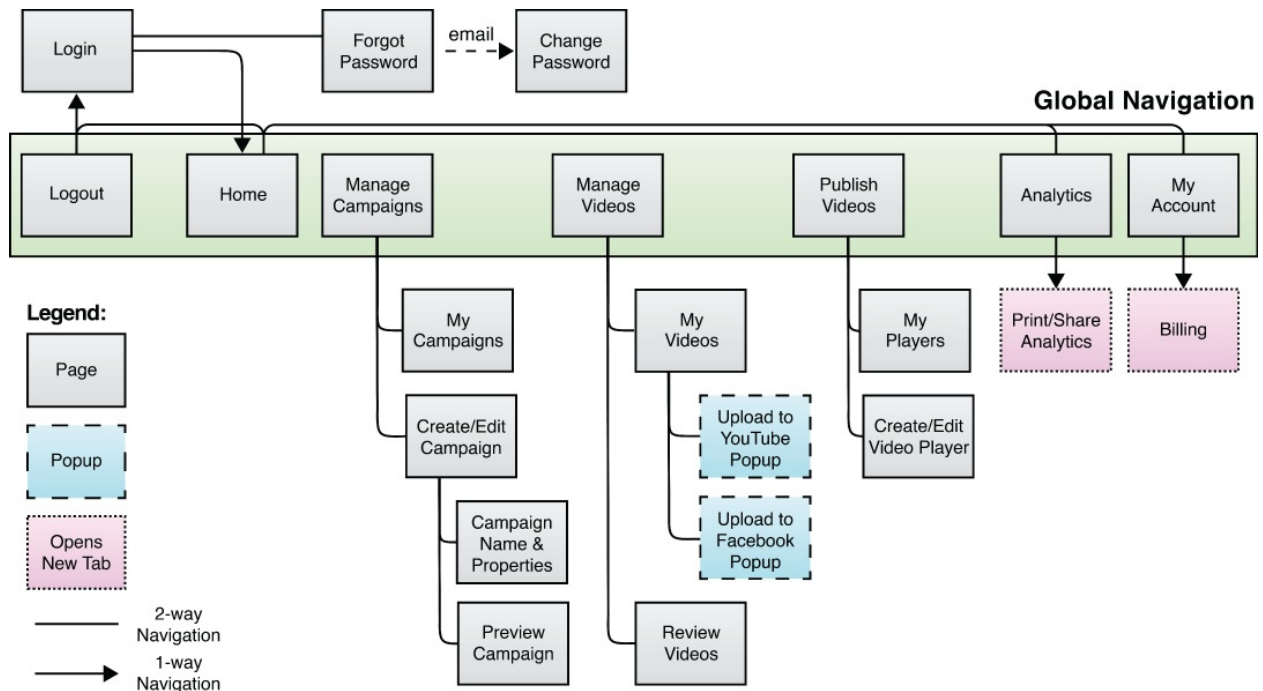 Login
Forgot
Password
email
Change
Password
Global Navigation
Logout
Home
Manage
Campaigns
Manage
Videos
Publish
Videos
Analytics
My
Account
My
Campaigns
My
Videos
My
Players
Print/Share
Analytics
Billing
Create/Edit
Campaign
Upload to
YouTube
Popup
Create/Edit
Video Player
Campaign
Name &
Properties
Upload to
Facebook
Popup
Preview
Campaign
Review
Videos
Legend:
Page
Popup
Opens
New Tab
2-way
Navigation
1-way
Navigation